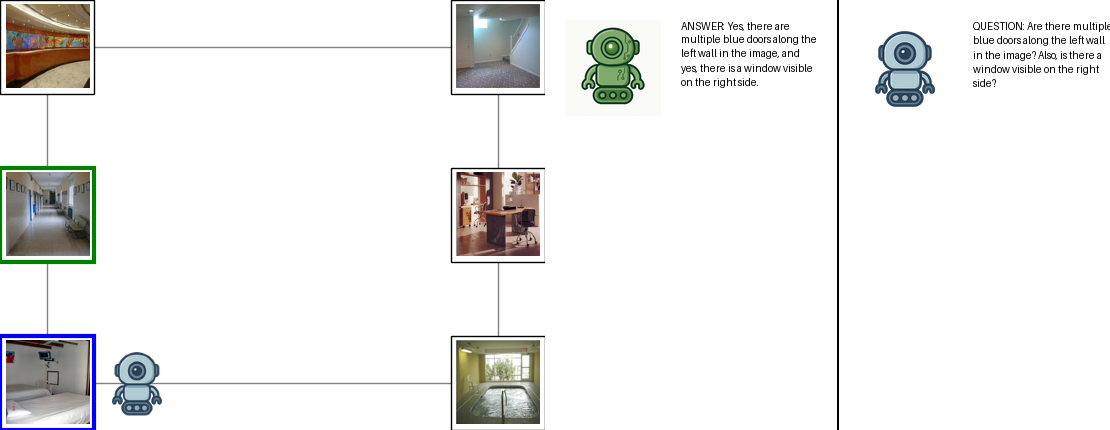 ANSWER: Yes, there are
multiple blue doors along the
left wall in the image, and
yes, there is a window visible
on the right side.
QUESTION: Are there multiple
blue doors along the left wall
in the image? Also, is there a
window visible on the right
side?